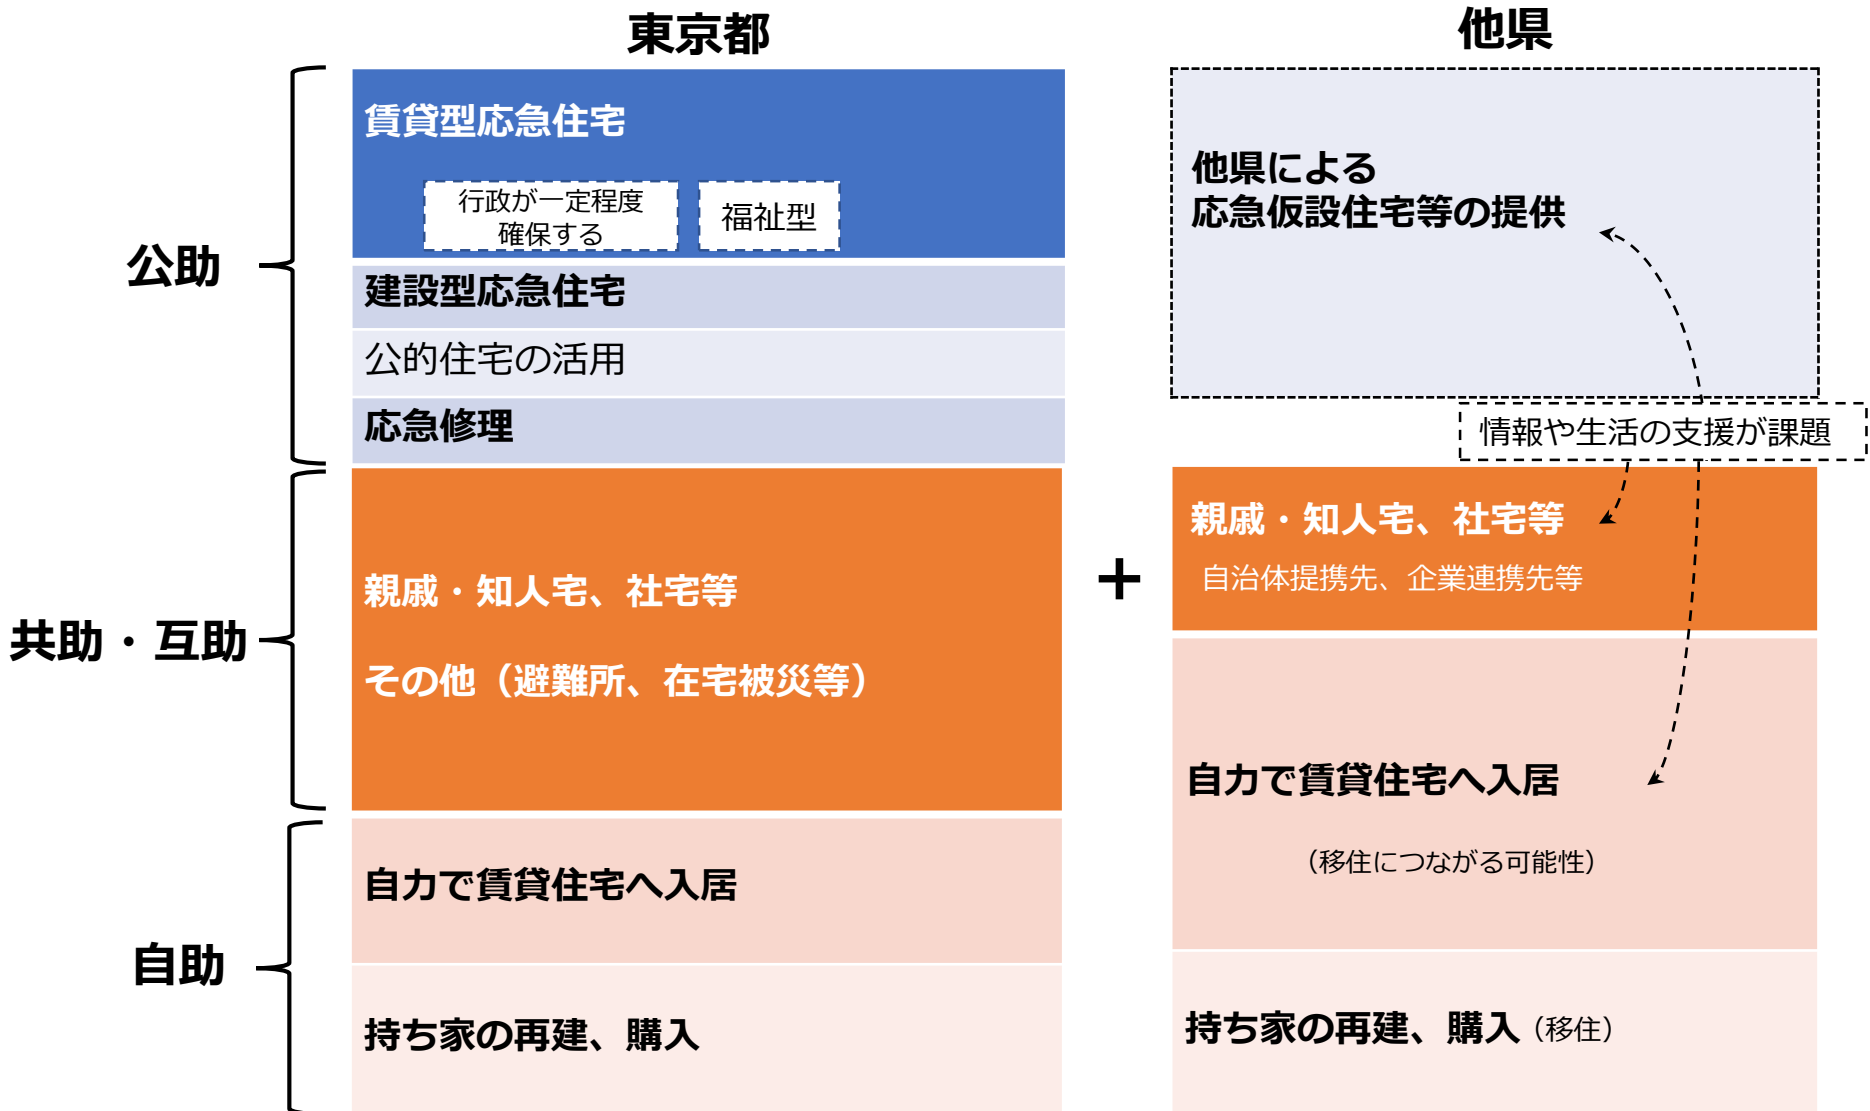 東京都
他県
公助
賃貸型応急住宅
行政が一定程度
確保する
福祉型
建設型応急住宅
公的住宅の活用
応急修理
他県による
応急仮設住宅等の提供
情報や生活の支援が課題
共助・互助
親戚・知人宅、社宅等
その他（避難所、在宅被災等）
+
親戚・知人宅、社宅等
自治体提携先、企業連携先等
自助
自力で賃貸住宅へ入居
持ち家の再建、購入
自力で賃貸住宅へ入居
（移住につながる可能性）
持ち家の再建、購入（移住）